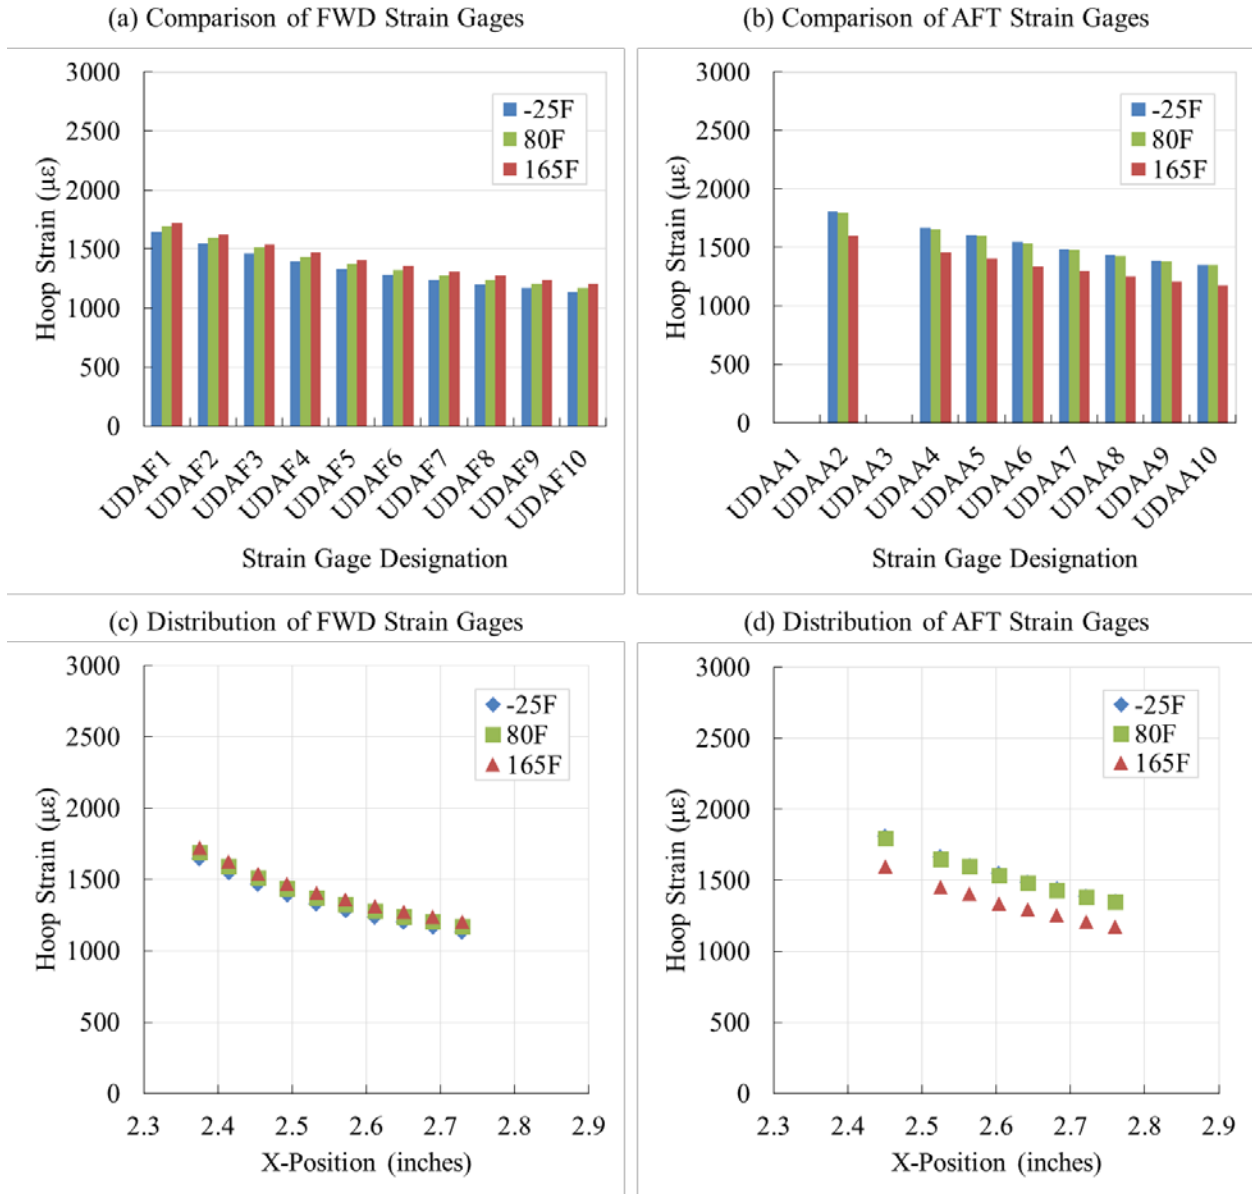 (a) Comparison of FWD Strain Gages
3000
2500
2000
1500
1000
500
0
Hoop Strain (με)
-25F
80F
165F
UDAF1
UDAF2
UDAF3
UDAF4
UDAF5
UDAF6
UDAF7
UDAF8
UDAF9
UDAF10
Strain Gage Designation
(b) Comparison of AFT Strain Gages
3000
2500
2000
1500
1000
500
0
Hoop Strain (με)
-25F
80F
165F
UDAA1
UDAA2
UDAA3
UDAA4
UDAA5
UDAA6
UDAA7
UDAA8
UDAA9
UDAA10
Strain Gage Designation
(c) Distribution of FWD Strain Gages
3000
2500
2000
1500
1000
500
0
Hoop Strain (με)
-25F
80F
165F
2.3 2.4 2.5 2.6 2.7 2.8 2.9
X-Position (inches)
(d) Distribution of AFT Strain Gages
3000
2500
2000
1500
1000
500
0
Hoop Strain (με)
-25F
80F
165F
2.3 2.4 2.5 2.6 2.7 2.8 2.9
X-Position (inches)